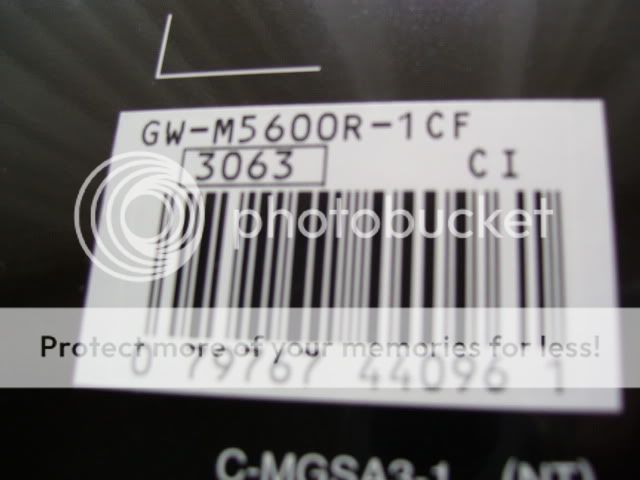 GW-M5600R-1CF
3063 CI
photobucket
Protect more of your memories for less!
0 79767 44096 1
C-MGSA3-1 (NT)